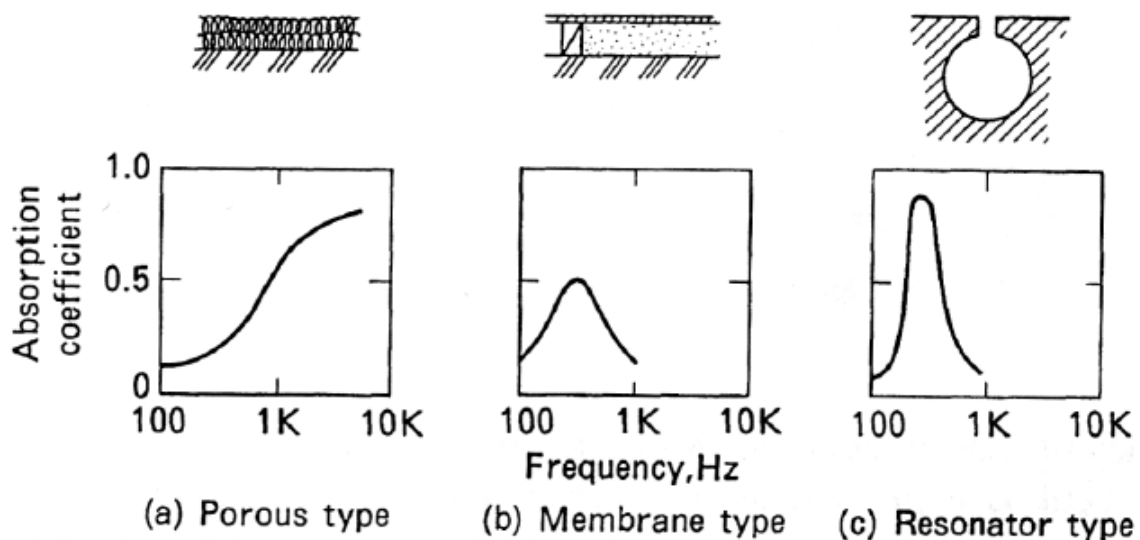 Absorption
coefficient
1.0
0.5
0
100 1K 10K
100 1K 10K
100 1K 10K
Frequency,Hz
(a) Porous type
(b) Membrane type
(c) Resonator type